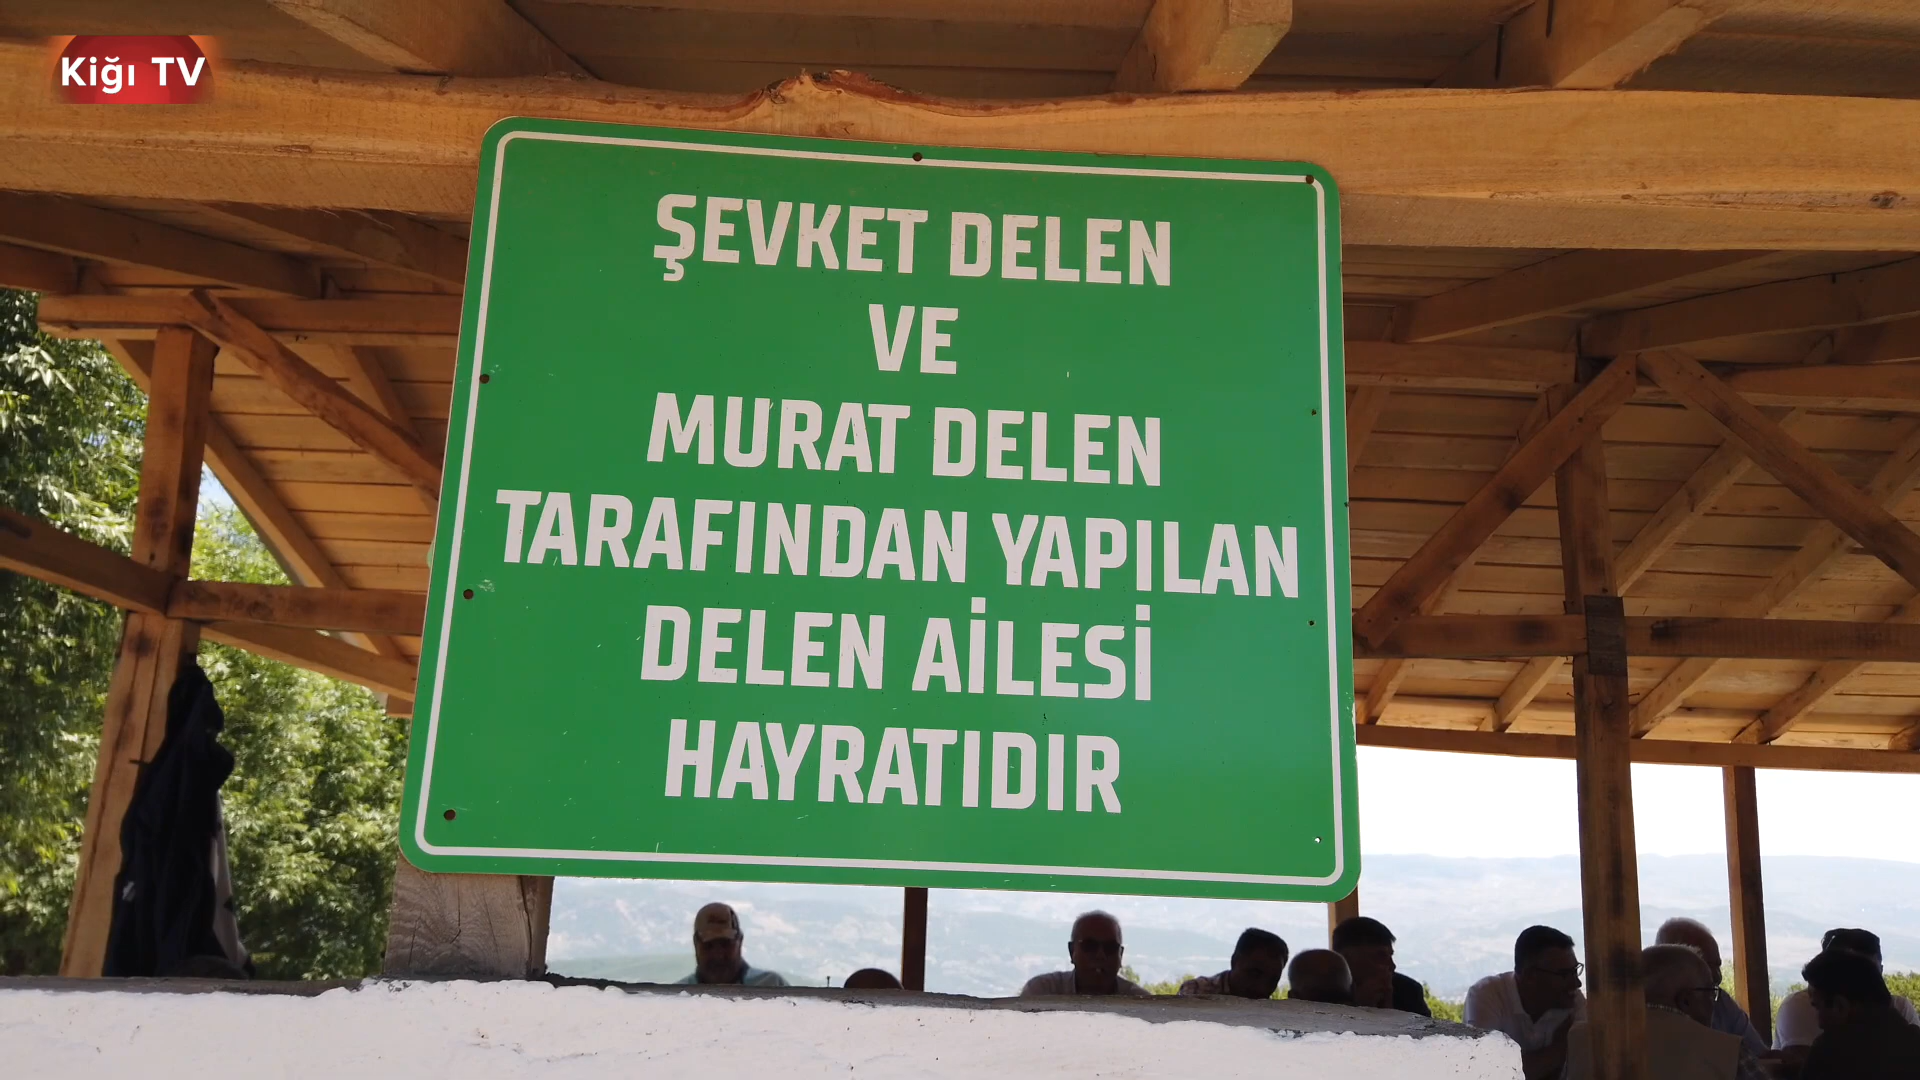 Kiğı TV
ŞEVKET DELEN
VE
MURAT DELEN
TARAFINDAN YAPILAN
DELEN AİLESİ
HAYRATIDIR